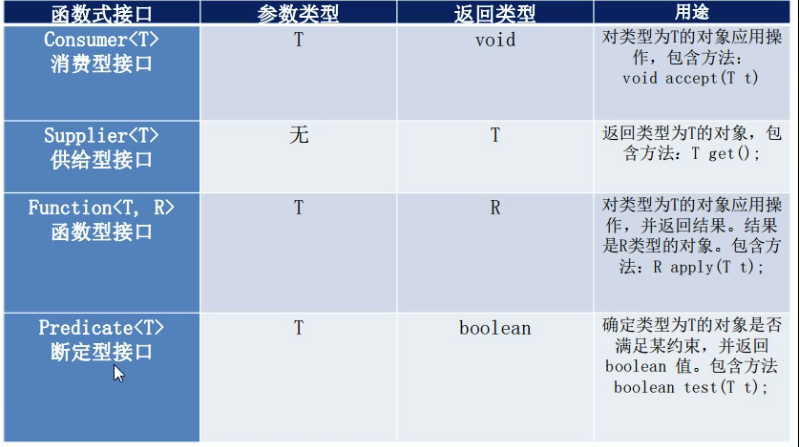 函数式接口 参数类型 返回类型 用途
Consumer<T>
消费型接口
T
void
对类型为T的对象应用操
作，包含方法：
void accept(T t)
Supplier<T>
供给型接口
无
T
返回类型为T的对象，包
含方法：T get();
Function<T, R>
函数型接口
T
R
对类型为T的对象应用操
作，并返回结果。结果
是R类型的对象。包含方
法：R apply(T t);
Predicate<T>
断定型接口
T
boolean
确定类型为T的对象是否
满足某约束，并返回
boolean 值。包含方法
boolean test(T t);